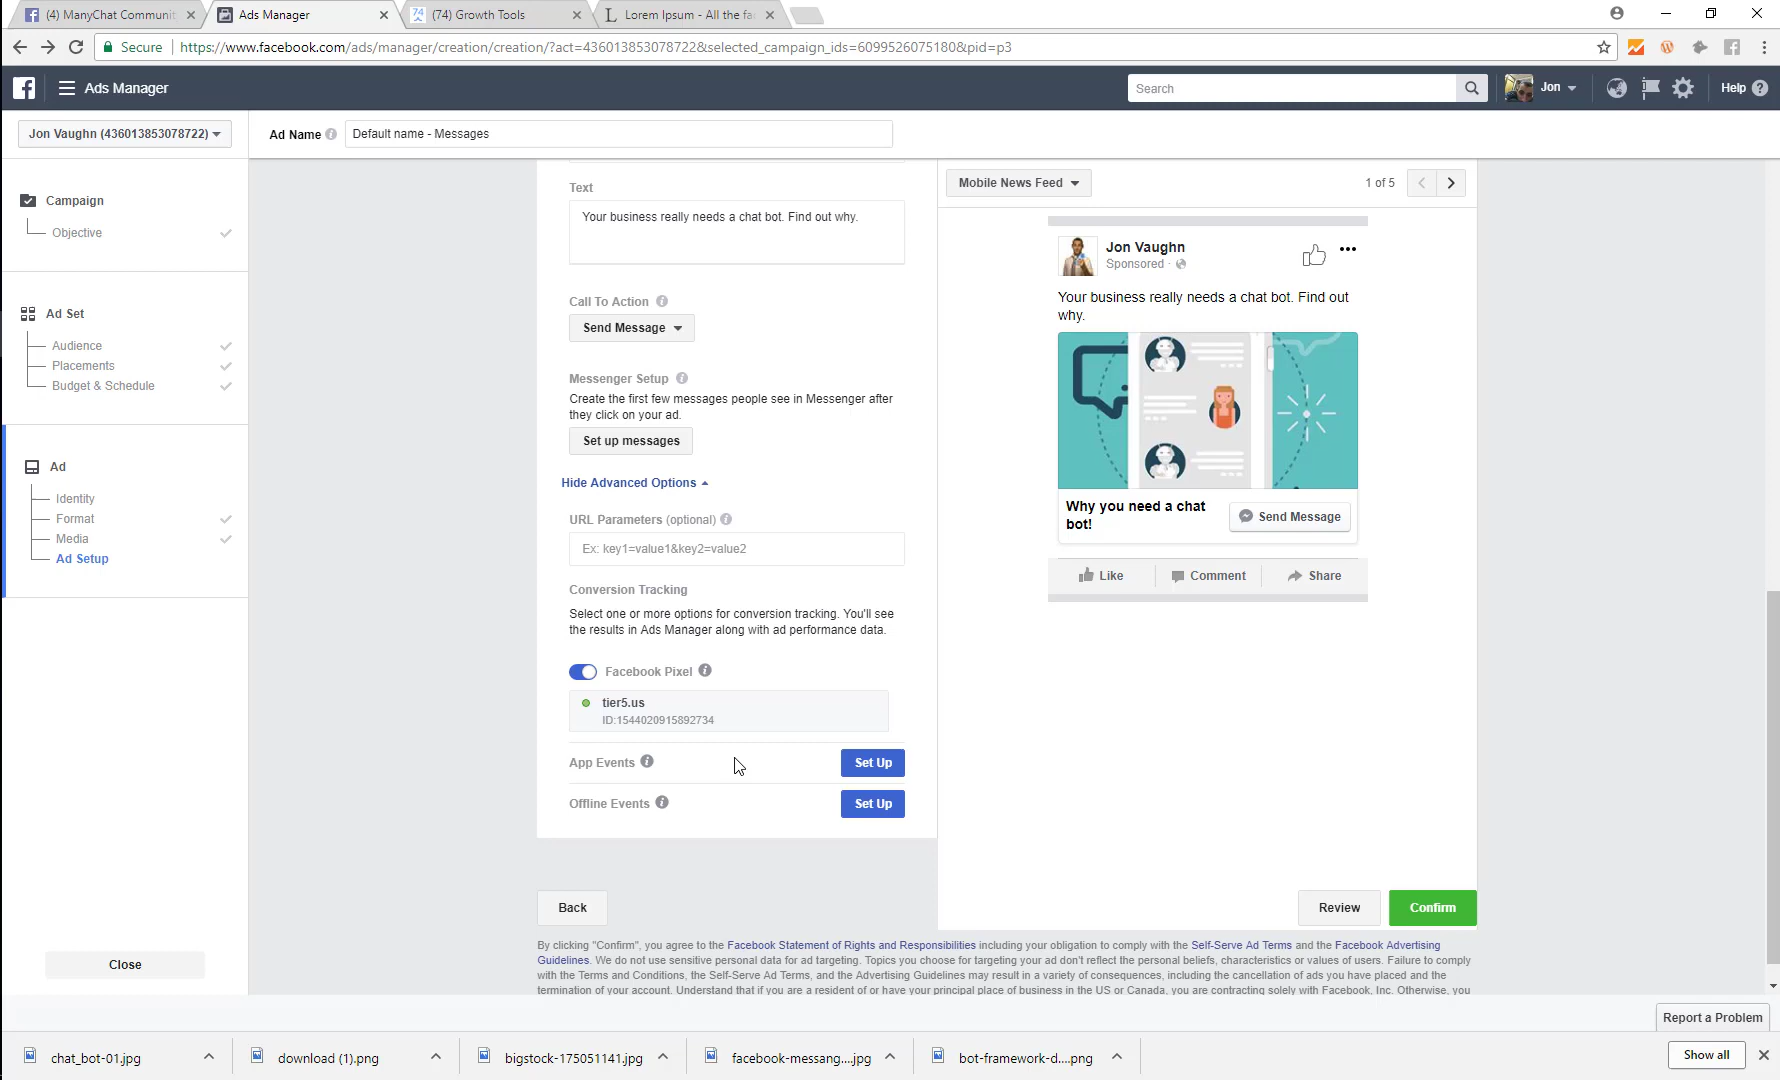 (4) ManyChat Communit
Ads Manager
(74) Growth Tools
Lorem Ipsum - All the fa
Secure
https://www.facebook.com/ads/manager/creation/creation/?act=436013853078722&selected_campaign_ids=6099526075180&pid=p3
Ads Manager
Search
Jon
Help
Jon Vaughn (436013853078722)
Ad Name
Default name - Messages
Campaign
Objective
Ad Set
Audience
Placements
Budget & Schedule
Ad
Identity
Format
Media
Ad Setup
Close
Text
Your business really needs a chat bot. Find out why.
Call To Action
Send Message
Messenger Setup
Create the first few messages people see in Messenger after
they click on your ad.
Set up messages
Hide Advanced Options
URL Parameters (optional)
Ex: key1=value1&key2=value2
Conversion Tracking
Select one or more options for conversion tracking. You'll see
the results in Ads Manager along with ad performance data.
Facebook Pixel
tier5.us
ID:1544020915892734
App Events
Set Up
Offline Events
Set Up
Mobile News Feed
1 of 5
Jon Vaughn
Sponsored ·
Your business really needs a chat bot. Find out
why.
Why you need a chat
bot!
Send Message
Like
Comment
Share
Back
Review
Confirm
By clicking "Confirm", you agree to the Facebook Statement of Rights and Responsibilities including your obligation to comply with the Self-Serve Ad Terms and the Facebook Advertising
Guidelines. We do not use sensitive personal data for ad targeting. Topics you choose for targeting your ad don't reflect the personal beliefs, characteristics or values of users. Failure to comply
with the Terms and Conditions, the Self-Serve Ad Terms, and the Advertising Guidelines may result in a variety of consequences, including the cancellation of ads you have placed and the
termination of your account. Understand that if you are a resident of or have your principal place of business in the US or Canada, you are contracting solely with Facebook, Inc. Otherwise, you
Report a Problem
chat_bot-01.jpg
download (1).png
bigstock-175051141.jpg
facebook-messang....jpg
bot-framework-d....png
Show all